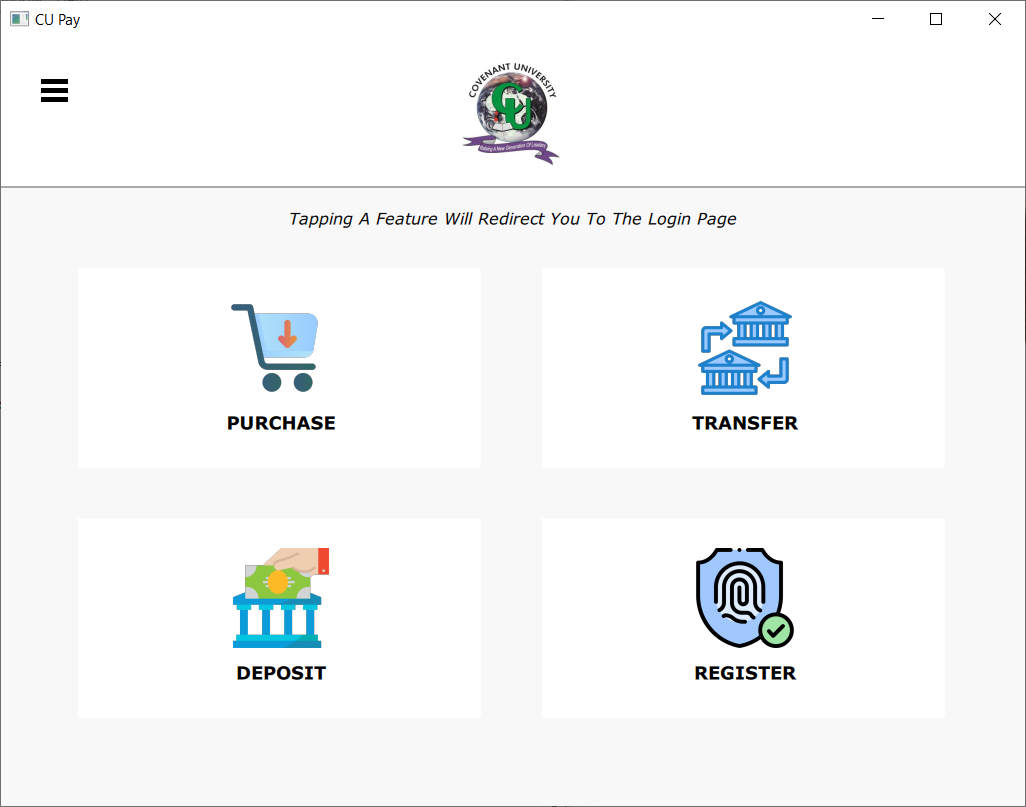 CU Pay
COVENANT UNIVERSITY
CU
Raising A New Generation Of Leaders
Tapping A Feature Will Redirect You To The Login Page
PURCHASE
TRANSFER
DEPOSIT
REGISTER